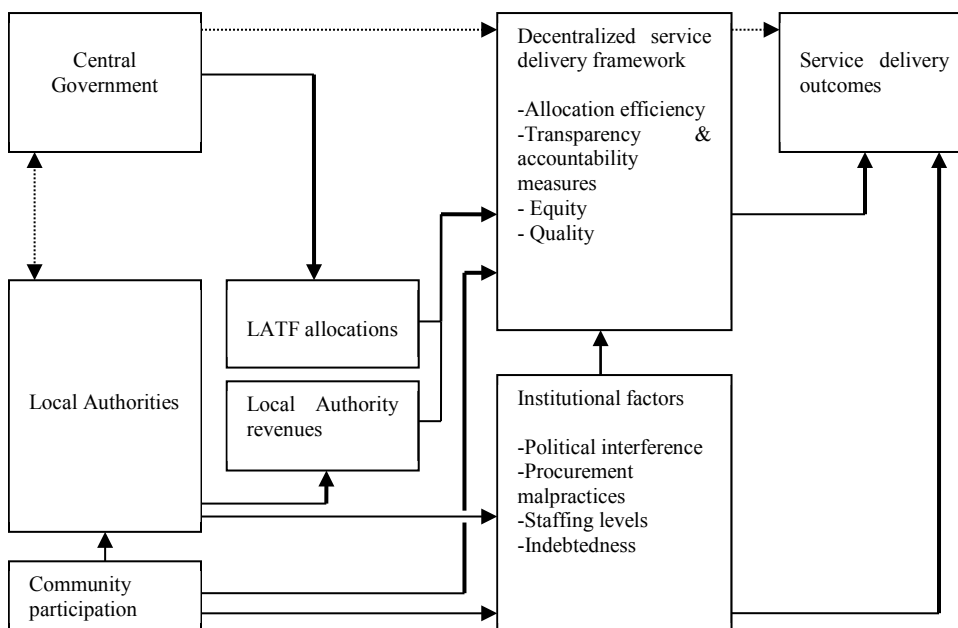 Central
Government
Decentralized service
delivery framework
-Allocation efficiency
-Transparency &
accountability
measures
- Equity
- Quality
Service delivery
outcomes
Local Authorities
LATF allocations
Local Authority
revenues
Institutional factors
-Political interference
-Procurement
malpractices
-Staffing levels
-Indebtedness
Community
participation